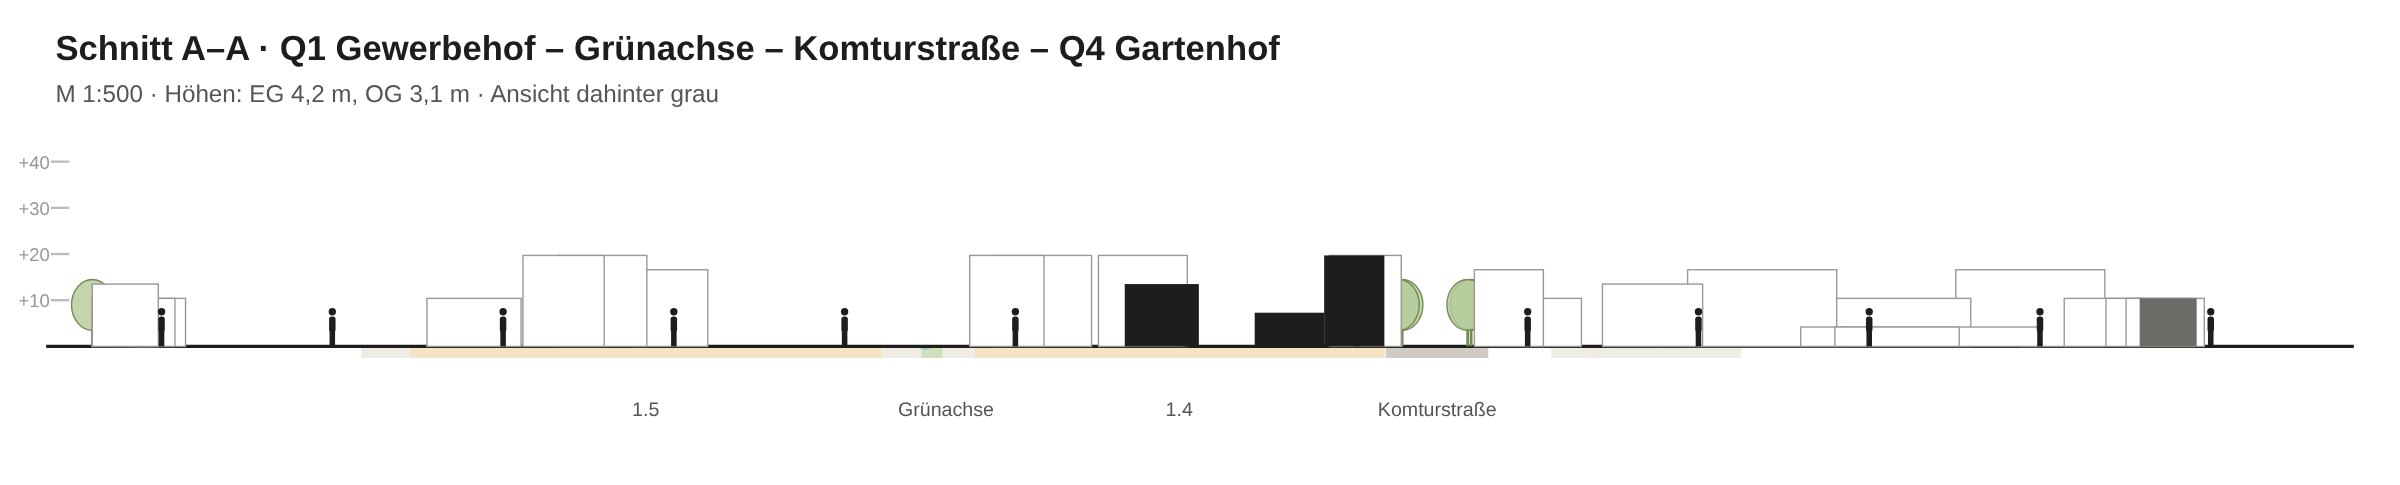 Schnitt A–A · Q1 Gewerbehof – Grünachse – Komturstraße – Q4 Gartenhof
M 1:500 · Höhen: EG 4,2 m, OG 3,1 m · Ansicht dahinter grau
+40
+30
+20
+10
1.5 Grünachse 1.4 Komturstraße